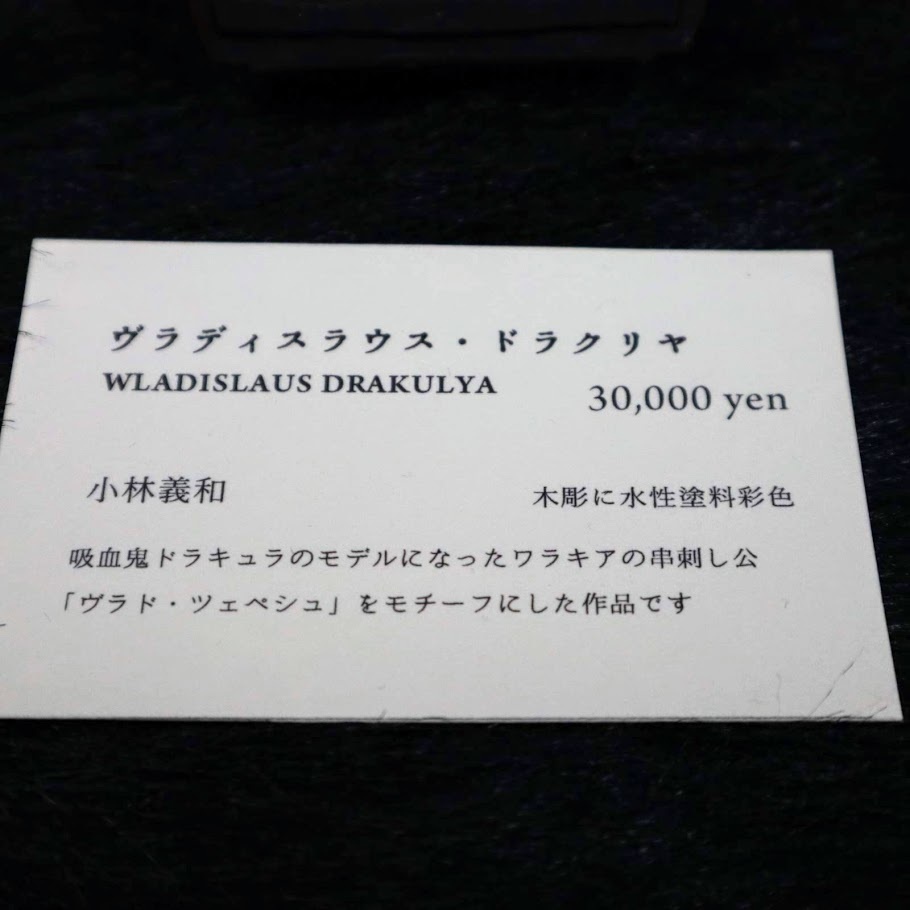 ヴラディスラウス・ドラクリヤ
WLADISLAUS DRAKULYA
30,000 yen
小林義和
木彫に水性塗料彩色
吸血鬼ドラキュラのモデルになったワラキアの串刺し公
「ヴラド・ツェペシュ」をモチーフにした作品です